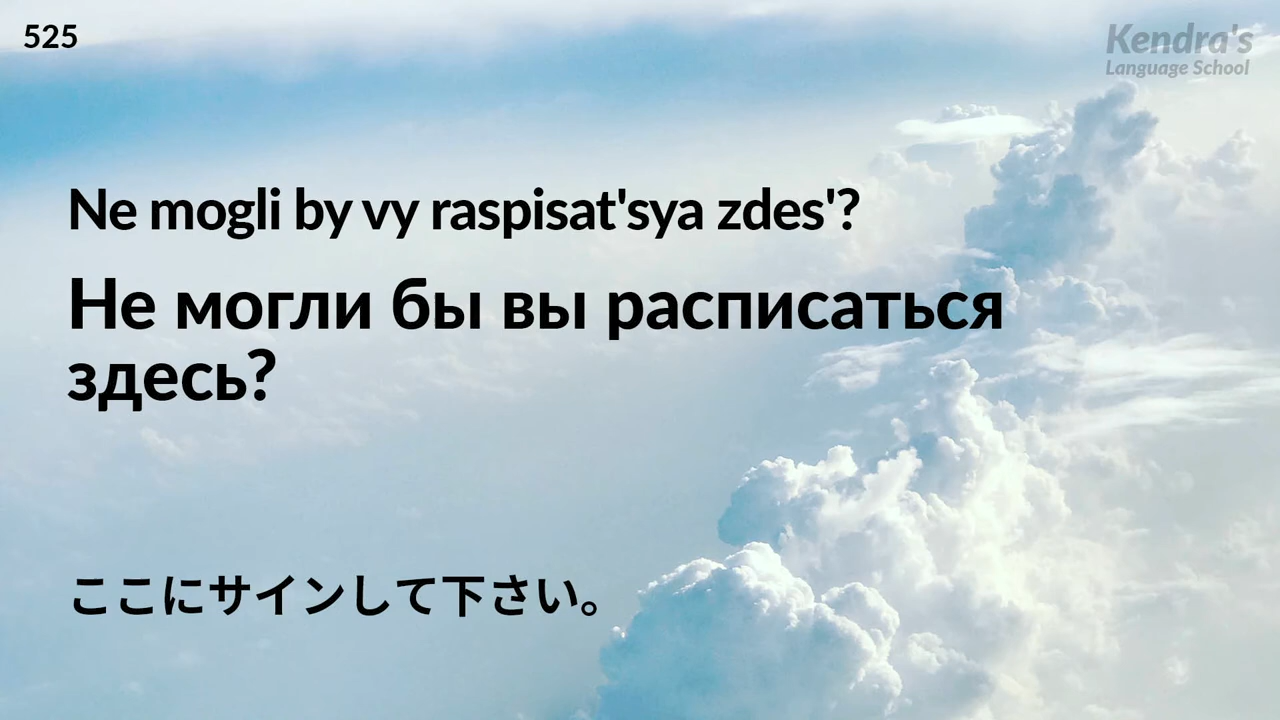 525
Kendra's
Language School
Ne mogli by vy raspisat'sya zdes'?
Не могли бы вы расписаться
здесь?
ここにサインして下さい。